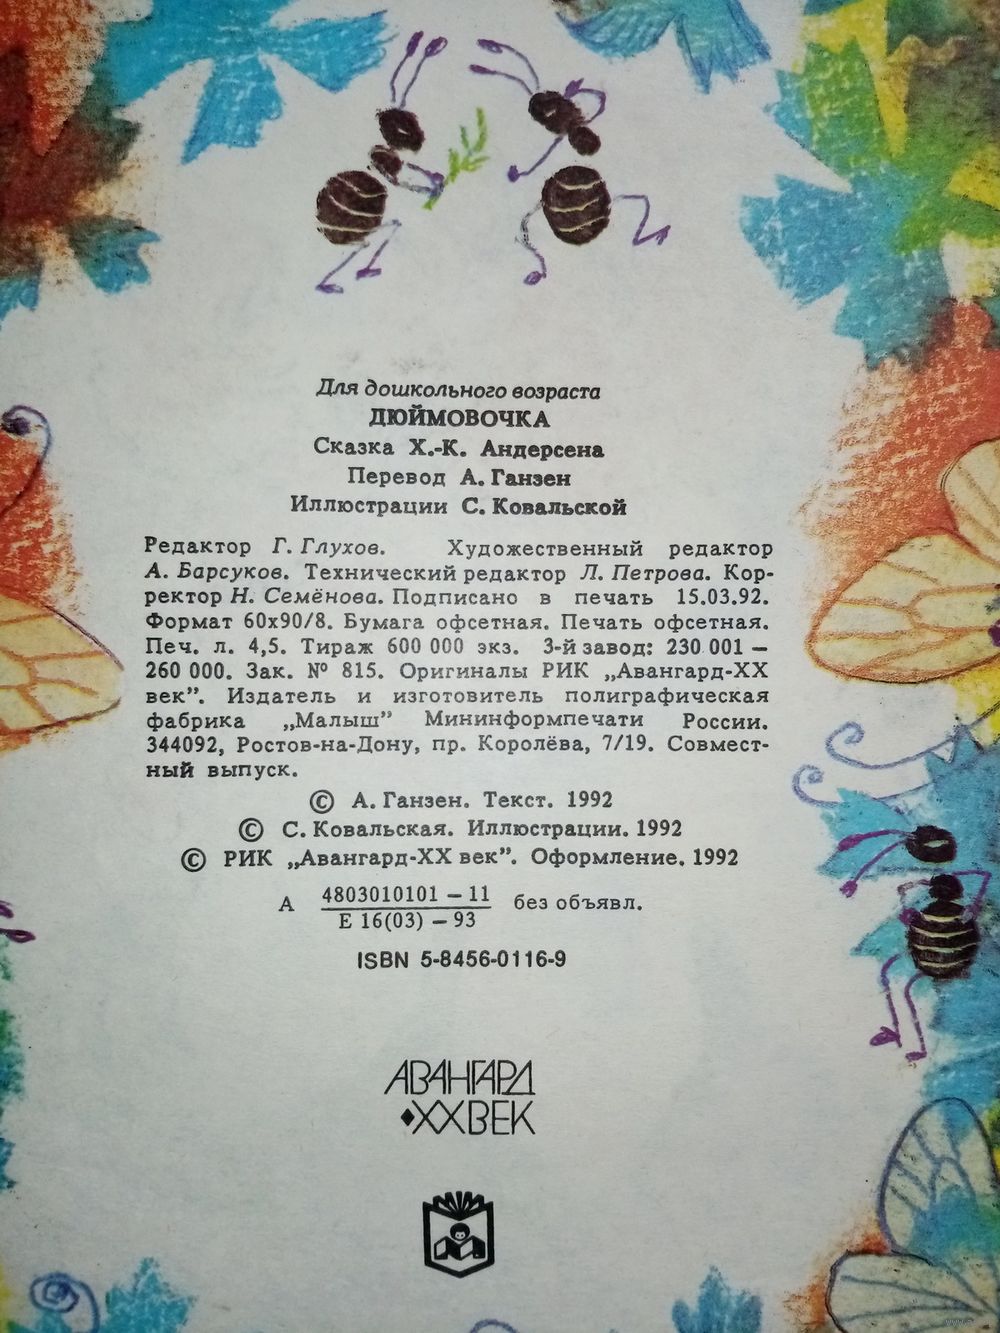 Для дошкольного возраста
ДЮЙМОВОЧКА
Сказка Х.-К. Андерсена
Перевод А. Ганзен
Иллюстрации С. Ковальской
Редактор Г. Глухов. Художественный редактор
А. Барсуков. Технический редактор Л. Петрова. Кор-
ректор Н. Семёнова. Подписано в печать 15.03.92.
Формат 60х90/8. Бумага офсетная. Печать офсетная.
Печ. л. 4,5. Тираж 600 000 экз. 3-й завод: 230 001 —
260 000. Зак. № 815. Оригиналы РИК „Авангард-ХХ
век”. Издатель и изготовитель полиграфическая
фабрика „Малыш” Мининформпечати России.
344092, Ростов-на-Дону, пр. Королёва, 7/19. Совмест-
ный выпуск.
© А. Ганзен. Текст. 1992
© С. Ковальская. Иллюстрации. 1992
© РИК „Авангард-ХХ век”. Оформление. 1992
А 4803010101 — 11 без объявл.
Е 16(03) — 93
ISBN 5-8456-0116-9
АВАНГАРД
♦ХХ ВЕК